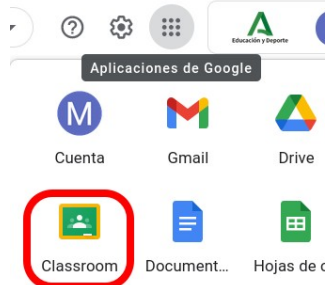 Educación y Deporte
Aplicaciones de Google
M
Cuenta
Gmail
Drive
Classroom
Document...
Hojas de c